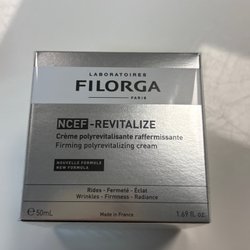 LABORATOIRES
FILORGA
PARIS
NCEF-REVITALIZE
Crème polyrevitalisante raffermissante
Firming polyrevitalizing cream
NOUVELLE FORMULE
NEW FORMULA
Rides - Fermeté - Éclat
Wrinkles - Firmness - Radiance
℮ 50mL
Made in France
1.69 fl. oz.